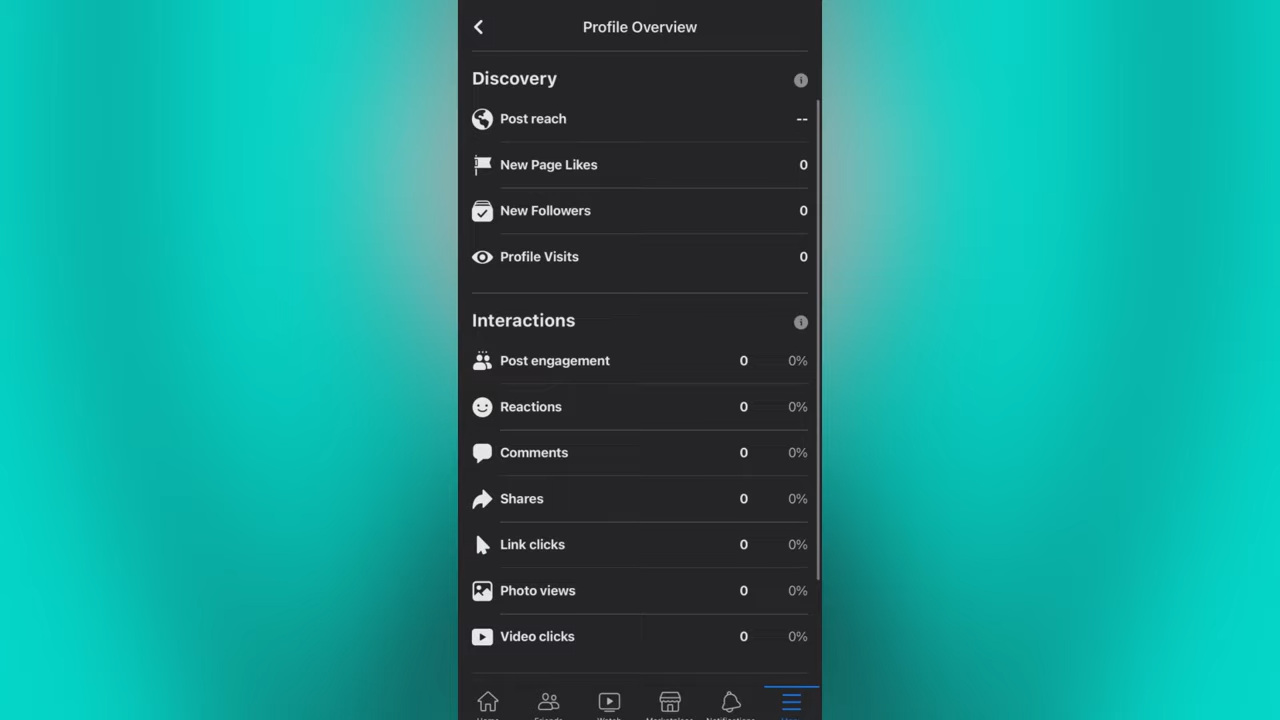 Profile Overview
Discovery
Post reach --
New Page Likes 0
New Followers 0
Profile Visits 0
Interactions
Post engagement 0 0%
Reactions 0 0%
Comments 0 0%
Shares 0 0%
Link clicks 0 0%
Photo views 0 0%
Video clicks 0 0%